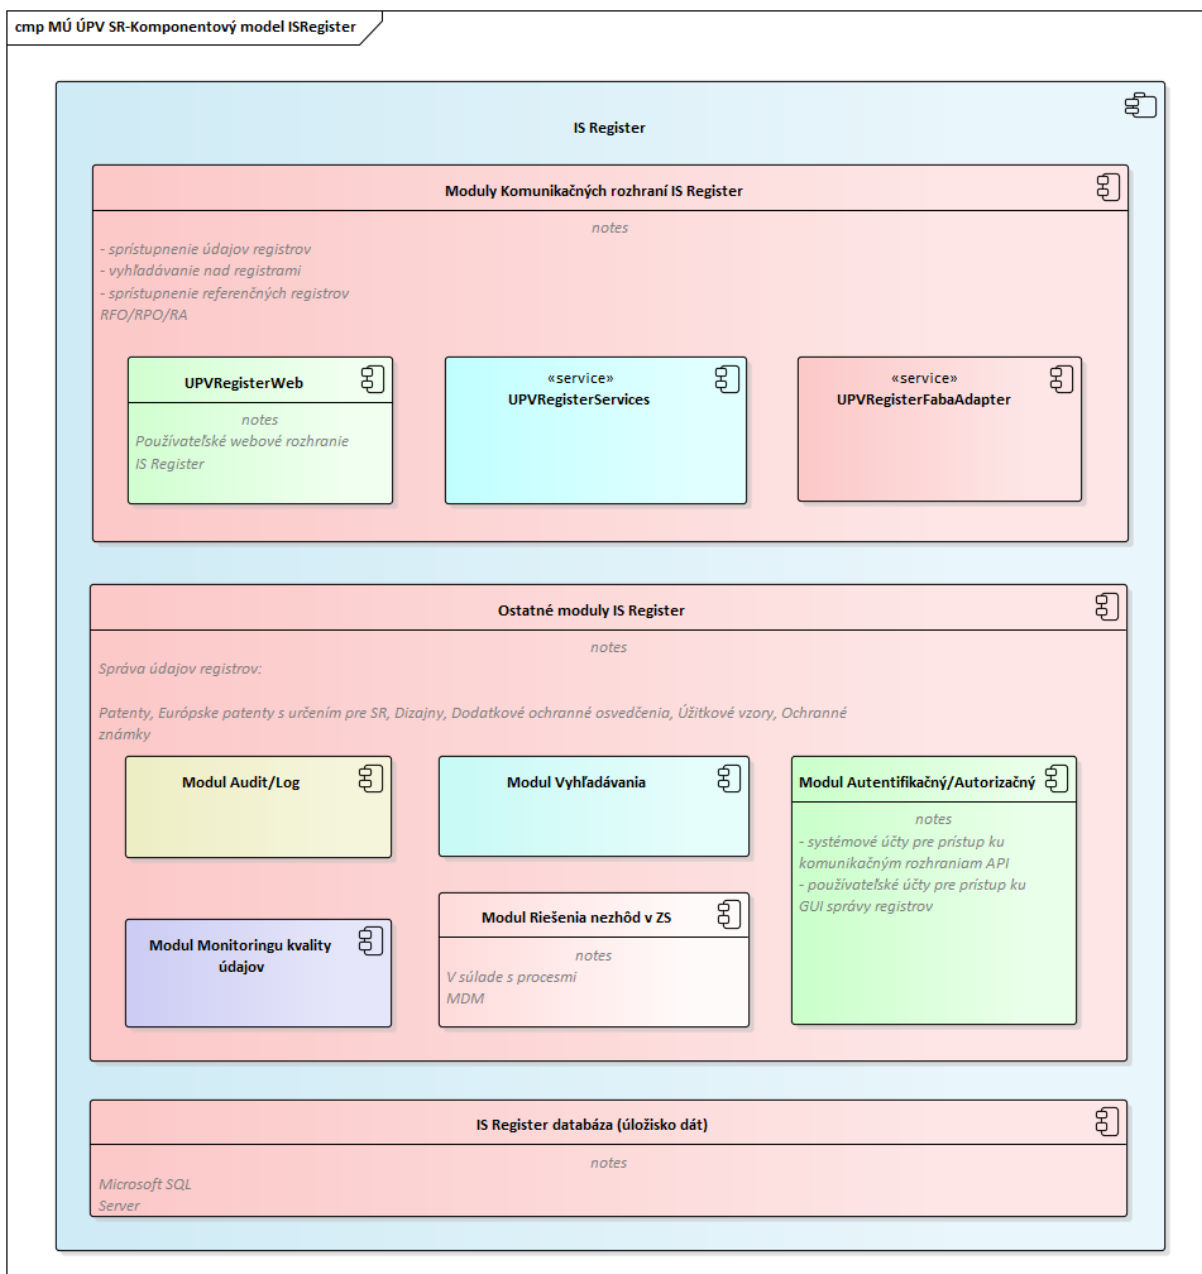 cmp MÚ ÚPV SR-Komponentový model ISRegister
IS Register
Moduly Komunikačných rozhraní IS Register
notes
- sprístupnenie údajov registrov
- vyhľadávanie nad registrami
- sprístupnenie referenčných registrov
RFO/RPO/RA
UPVRegisterWeb
notes
Používateľské webové rozhranie
IS Register
«service»
UPVRegisterServices
«service»
UPVRegisterFabaAdapter
Ostatné moduly IS Register
notes
Správa údajov registrov:
Patenty, Európske patenty s určením pre SR, Dizajny, Dodatkové ochranné osvedčenia, Úžitkové vzory, Ochranné
známky
Modul Audit/Log
Modul Vyhľadávania
Modul Autentifikačný/Autorizačný
notes
- systémové účty pre prístup ku
komunikačným rozhraniam API
- používateľské účty pre prístup ku
GUI správy registrov
Modul Monitoringu kvality
údajov
Modul Riešenia nezhôd v ZS
notes
V súlade s procesmi
MDM
IS Register databáza (úložisko dát)
notes
Microsoft SQL
Server